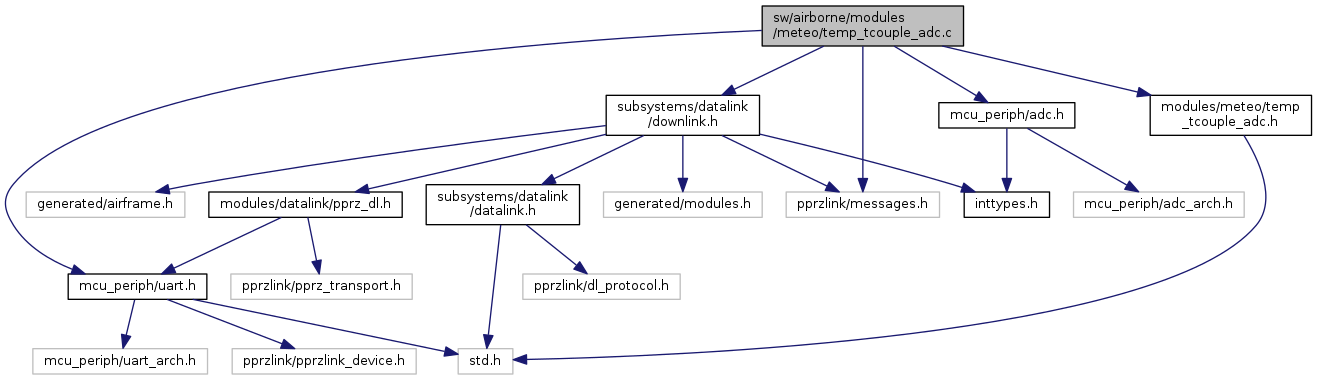 sw/airborne/modules
/meteo/temp_tcouple_adc.c
subsystems/datalink
/downlink.h
mcu_periph/adc.h
modules/meteo/temp
_tcouple_adc.h
generated/airframe.h
modules/datalink/pprz_dl.h
subsystems/datalink
/datalink.h
generated/modules.h
pprzlink/messages.h
inttypes.h
mcu_periph/adc_arch.h
mcu_periph/uart.h
pprzlink/pprz_transport.h
pprzlink/dl_protocol.h
mcu_periph/uart_arch.h
pprzlink/pprzlink_device.h
std.h